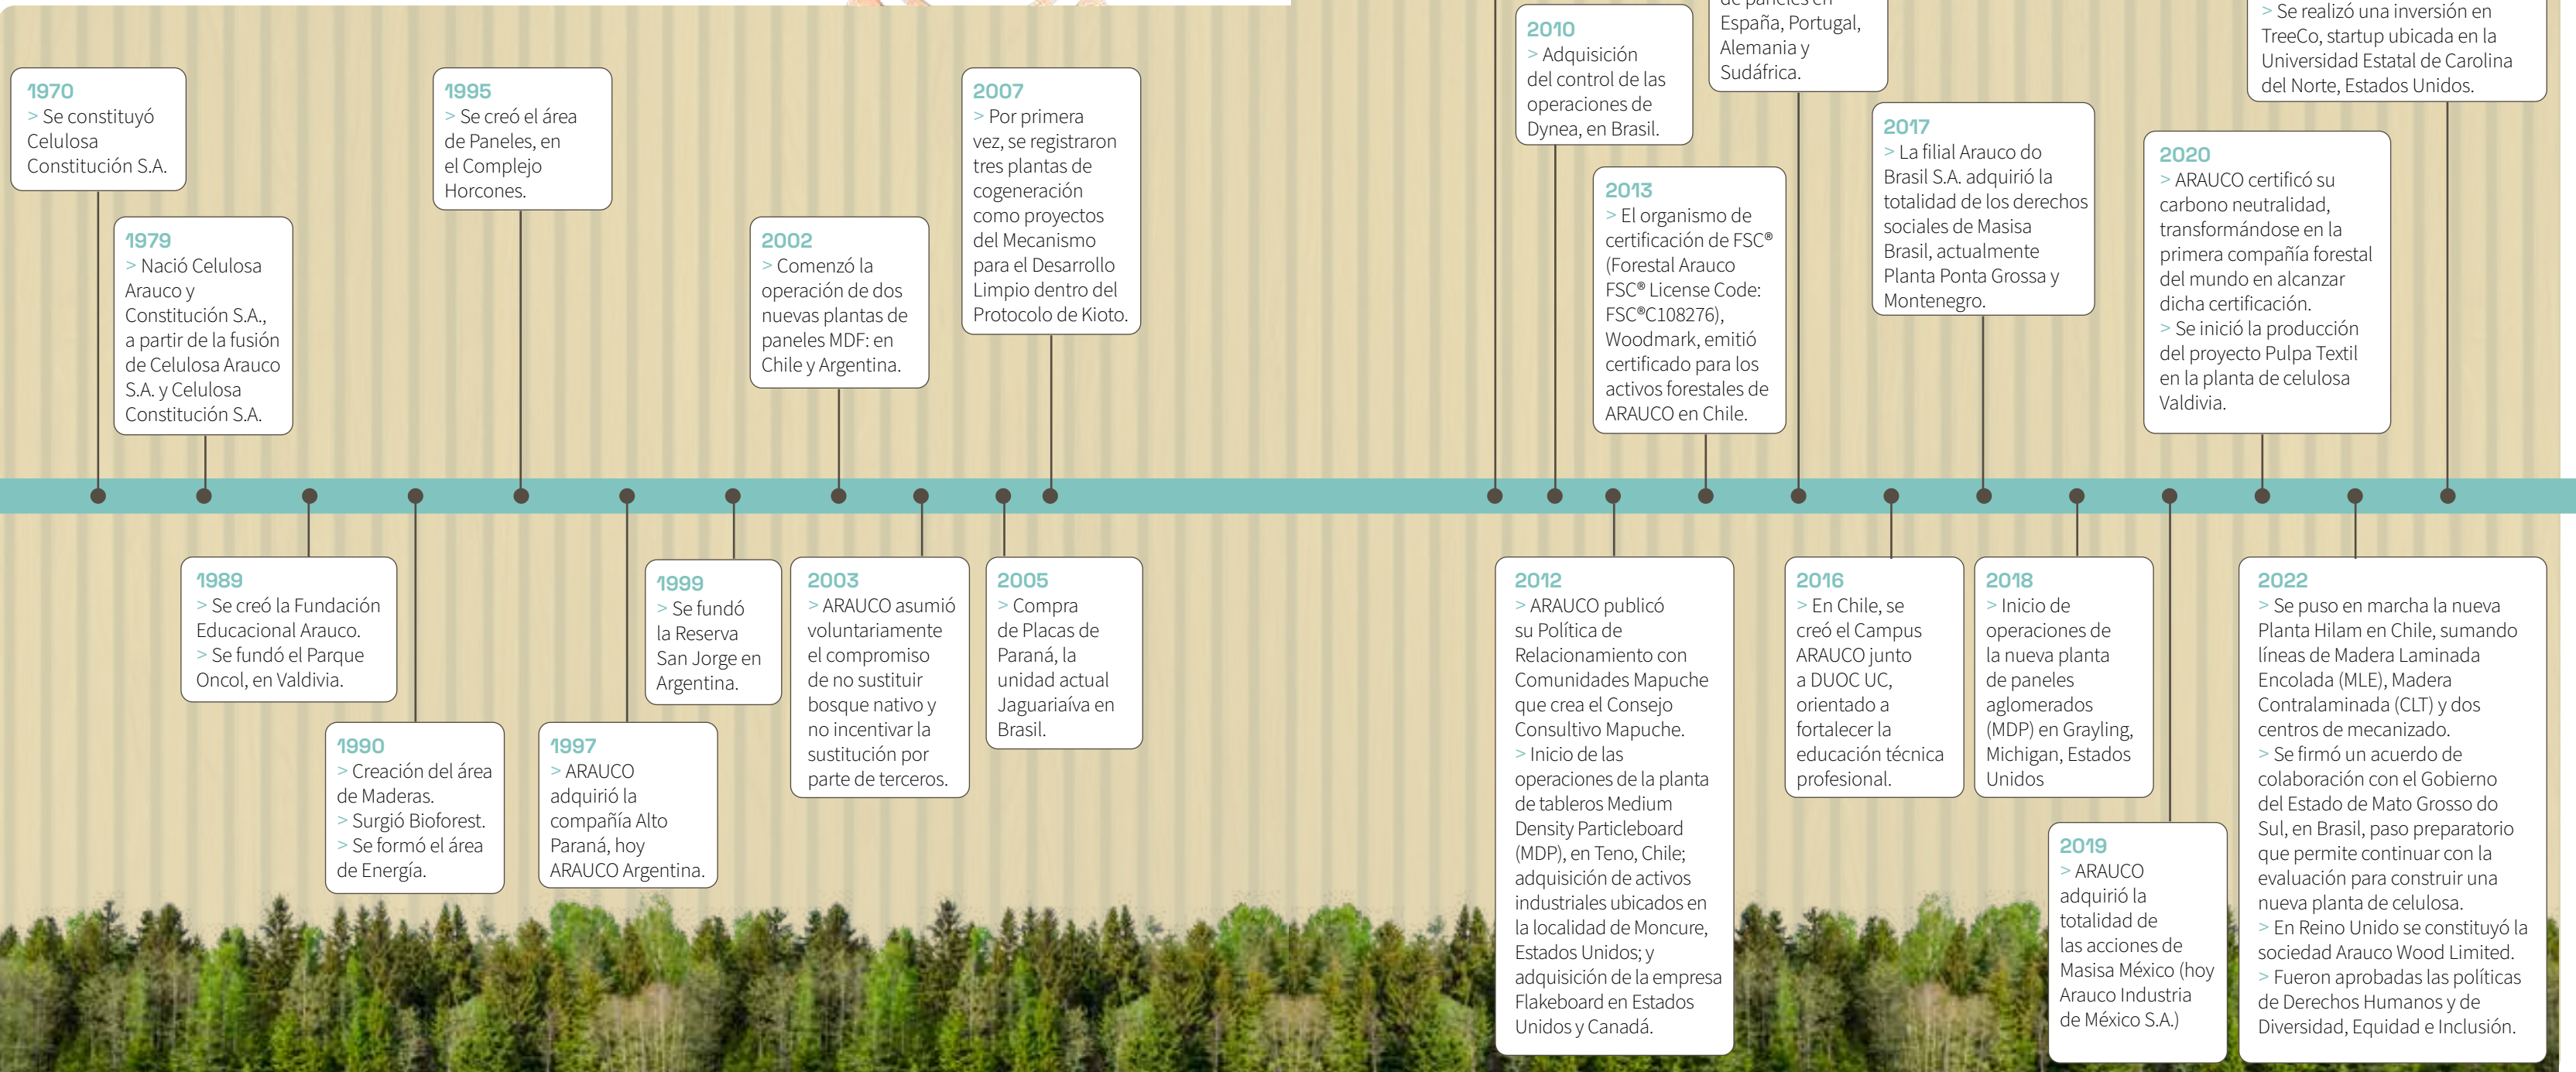 1970
> Se constituyó
Celulosa
Constitución S.A.
1979
> Nació Celulosa
Arauco y
Constitución S.A.,
a partir de la fusión
de Celulosa Arauco
S.A. y Celulosa
Constitución S.A.
1989
> Se creó la Fundación
Educacional Arauco.
> Se fundó el Parque
Oncol, en Valdivia.
1990
> Creación del área
de Maderas.
> Surgió Bioforest.
> Se formó el área
de Energía.
1995
> Se creó el área
de Paneles, en
el Complejo
Horcones.
1997
> ARAUCO
adquirió la
compañía Alto
Paraná, hoy
ARAUCO Argentina.
1999
> Se fundó
la Reserva
San Jorge en
Argentina.
2002
> Comenzó la
operación de dos
nuevas plantas de
paneles MDF: en
Chile y Argentina.
2003
> ARAUCO asumió
voluntariamente
el compromiso
de no sustituir
bosque nativo y
no incentivar la
sustitución por
parte de terceros.
2005
> Compra
de Placas de
Paraná, la
unidad actual
Jaguariaíva en
Brasil.
2007
> Por primera
vez, se registraron
tres plantas de
cogeneración
como proyectos
del Mecanismo
para el Desarrollo
Limpio dentro del
Protocolo de Kioto.
2010
> Adquisición
del control de las
operaciones de
Dynea, en Brasil.
2012
> ARAUCO publicó
su Política de
Relacionamiento con
Comunidades Mapuche
que crea el Consejo
Consultivo Mapuche.
> Inicio de las
operaciones de la planta
de tableros Medium
Density Particleboard
(MDP), en Teno, Chile;
adquisición de activos
industriales ubicados en
la localidad de Moncure,
Estados Unidos; y
adquisición de la empresa
Flakeboard en Estados
Unidos y Canadá.
2013
> El organismo de
certificación de FSC®
(Forestal Arauco
FSC® License Code:
FSC®C108276),
Woodmark, emitió
certificado para los
activos forestales de
ARAUCO en Chile.
de paneles en
España, Portugal,
Alemania y
Sudáfrica.
2016
> En Chile, se
creó el Campus
ARAUCO junto
a DUOC UC,
orientado a
fortalecer la
educación técnica
profesional.
2017
> La filial Arauco do
Brasil S.A. adquirió la
totalidad de los derechos
sociales de Masisa
Brasil, actualmente
Planta Ponta Grossa y
Montenegro.
2018
> Inicio de
operaciones de
la nueva planta
de paneles
aglomerados
(MDP) en Grayling,
Michigan, Estados
Unidos
2019
> ARAUCO
adquirió la
totalidad de
las acciones de
Masisa México (hoy
Arauco Industria
de México S.A.)
2020
> ARAUCO certificó su
carbono neutralidad,
transformándose en la
primera compañía forestal
del mundo en alcanzar
dicha certificación.
> Se inició la producción
del proyecto Pulpa Textil
en la planta de celulosa
Valdivia.
2022
> Se puso en marcha la nueva
Planta Hilam en Chile, sumando
líneas de Madera Laminada
Encolada (MLE), Madera
Contralaminada (CLT) y dos
centros de mecanizado.
> Se firmó un acuerdo de
colaboración con el Gobierno
del Estado de Mato Grosso do
Sul, en Brasil, paso preparatorio
que permite continuar con la
evaluación para construir una
nueva planta de celulosa.
> En Reino Unido se constituyó la
sociedad Arauco Wood Limited.
> Fueron aprobadas las políticas
de Derechos Humanos y de
Diversidad, Equidad e Inclusión.
> Se realizó una inversión en
TreeCo, startup ubicada en la
Universidad Estatal de Carolina
del Norte, Estados Unidos.